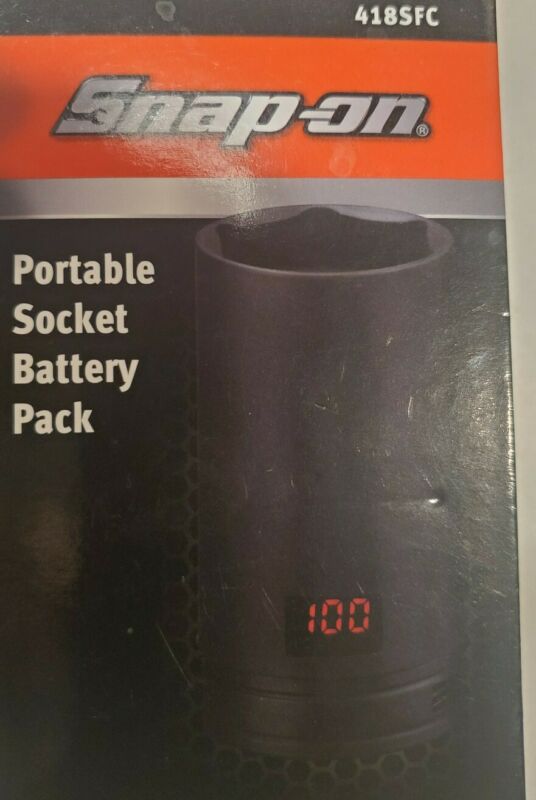 418SFC
Snap-on®
Portable
Socket
Battery
Pack
100